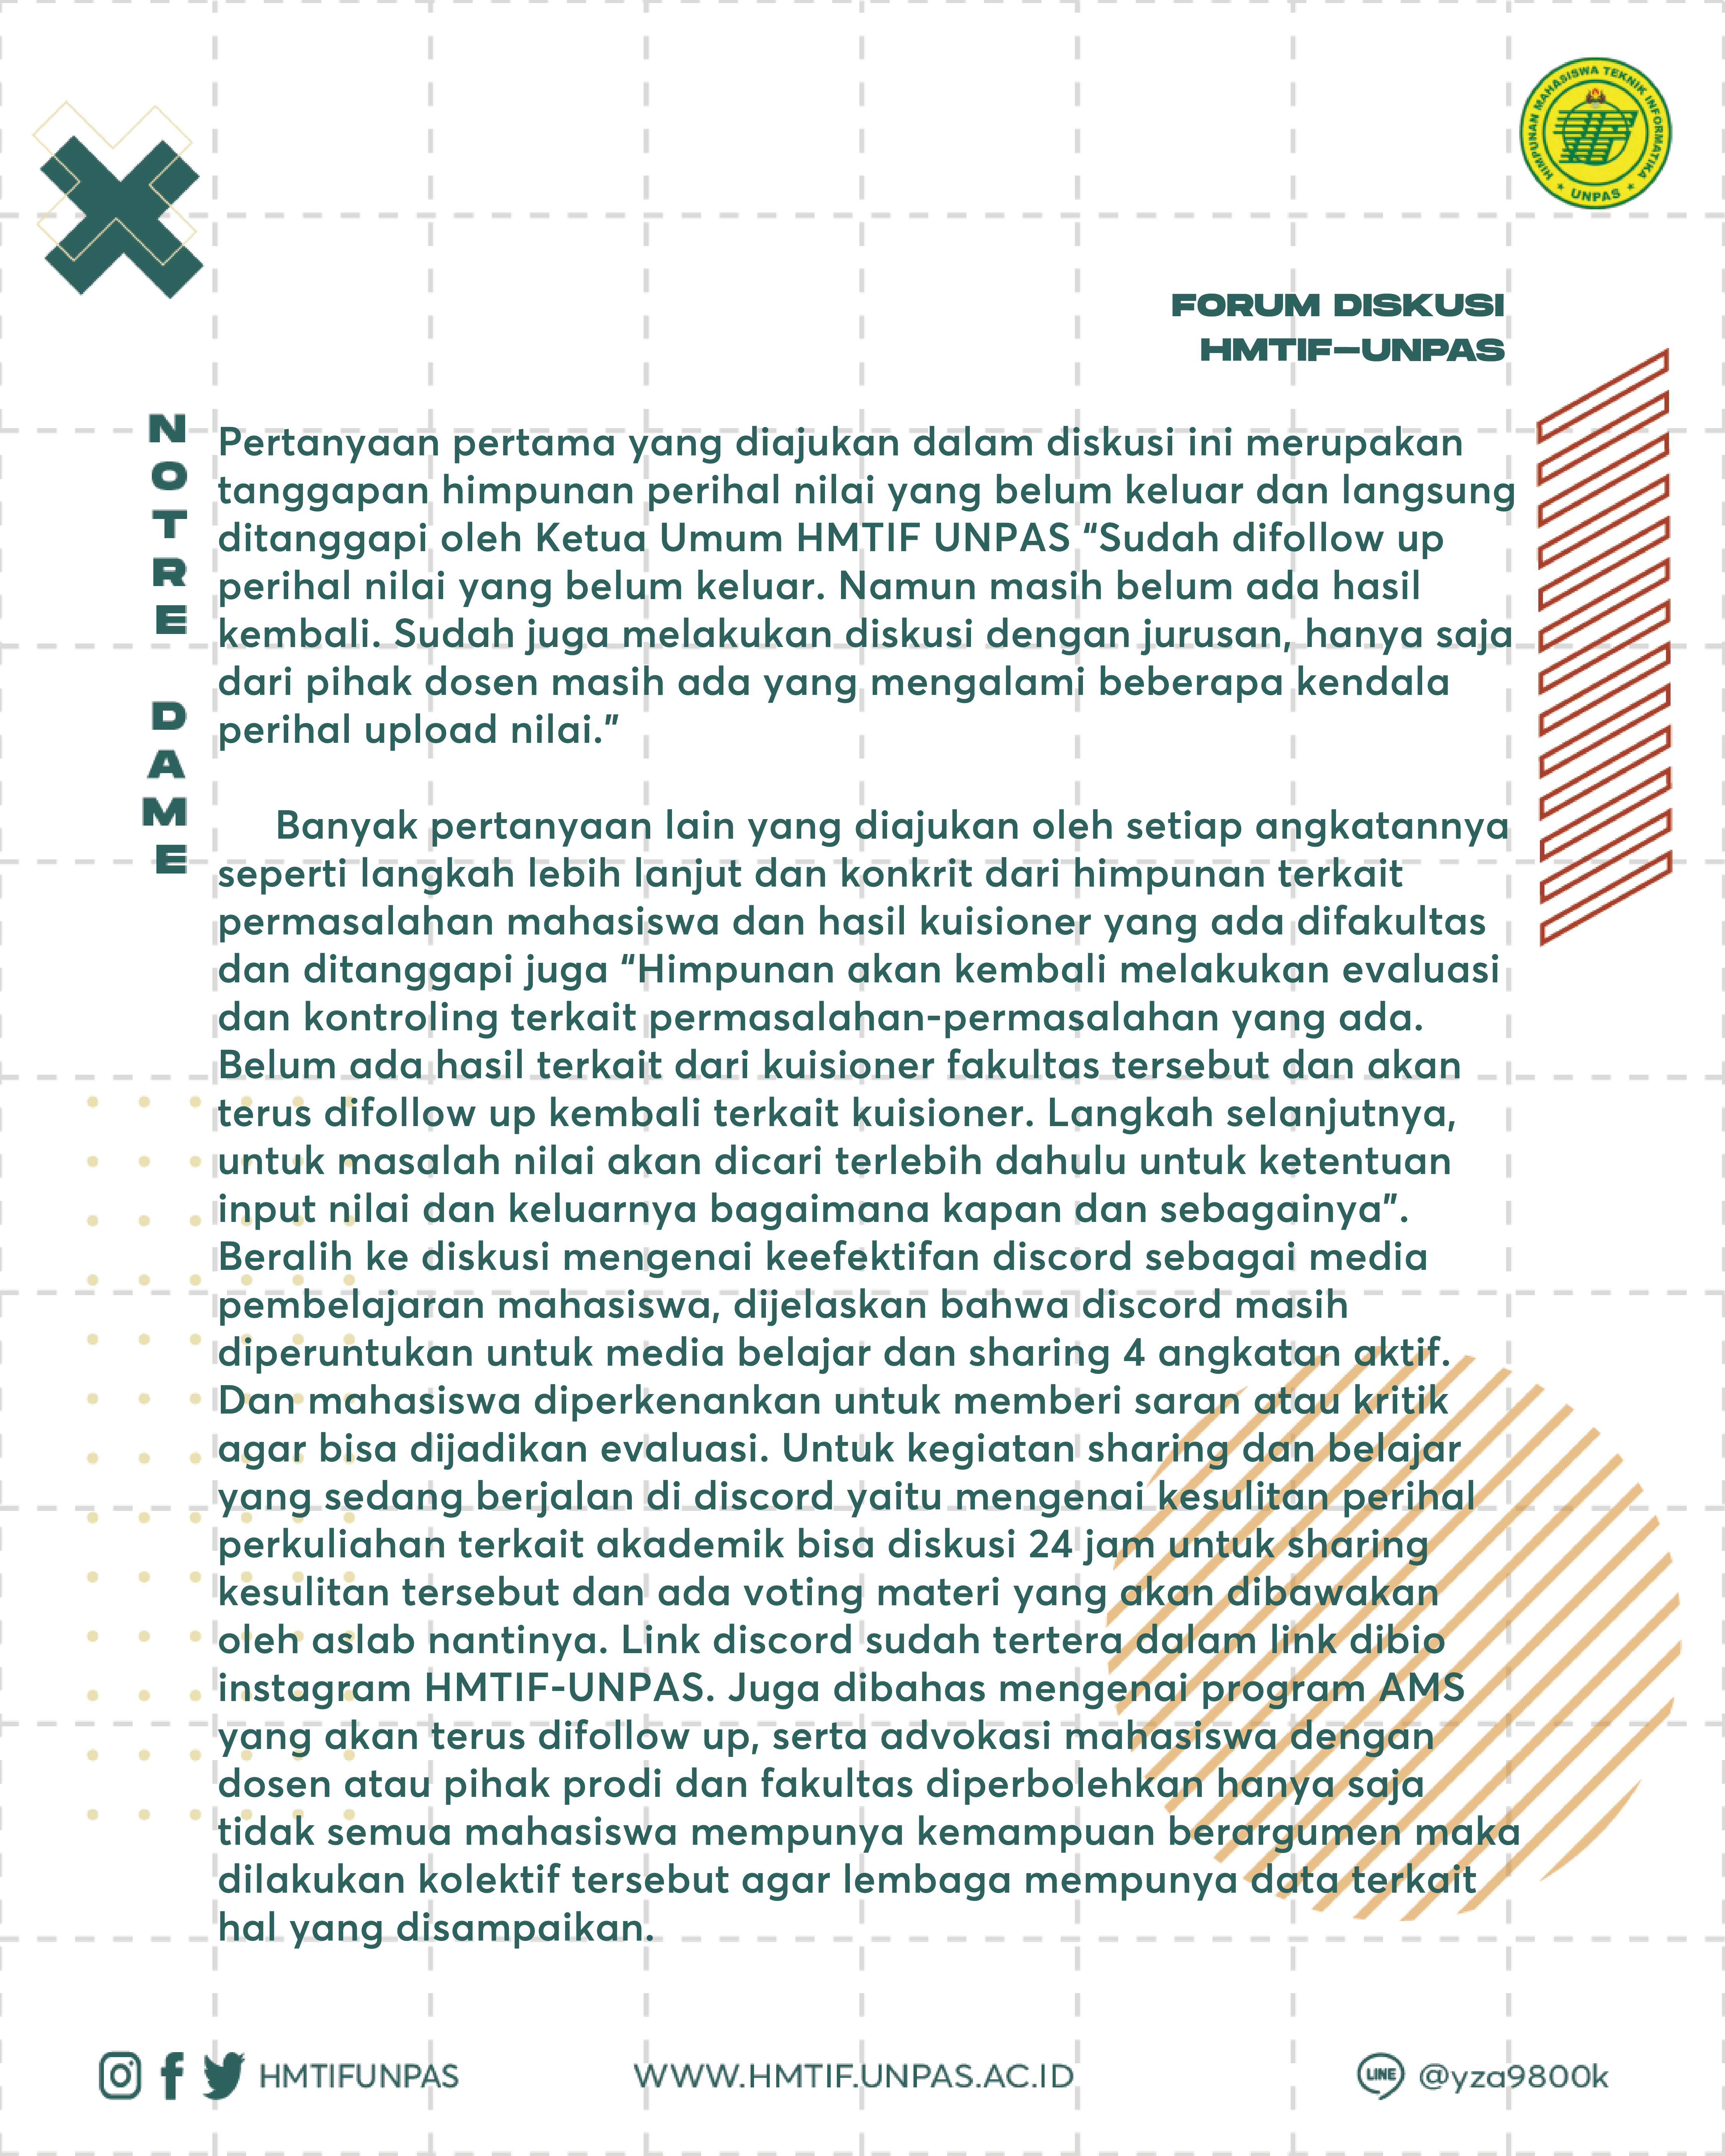 HIMPUNAN MAHASISWA TEKNIK INFORMATIKA
UNPAS
FORUM DISKUSI
HMTIF-UNPAS
NOTRE DAME
Pertanyaan pertama yang diajukan dalam diskusi ini merupakan
tanggapan himpunan perihal nilai yang belum keluar dan langsung
ditanggapi oleh Ketua Umum HMTIF UNPAS “Sudah difollow up
perihal nilai yang belum keluar. Namun masih belum ada hasil
kembali. Sudah juga melakukan diskusi dengan jurusan, hanya saja
dari pihak dosen masih ada yang mengalami beberapa kendala
perihal upload nilai.”
Banyak pertanyaan lain yang diajukan oleh setiap angkatannya
seperti langkah lebih lanjut dan konkrit dari himpunan terkait
permasalahan mahasiswa dan hasil kuisioner yang ada difakultas
dan ditanggapi juga “Himpunan akan kembali melakukan evaluasi
dan kontroling terkait permasalahan-permasalahan yang ada.
Belum ada hasil terkait dari kuisioner fakultas tersebut dan akan
terus difollow up kembali terkait kuisioner. Langkah selanjutnya,
untuk masalah nilai akan dicari terlebih dahulu untuk ketentuan
input nilai dan keluarnya bagaimana kapan dan sebagainya”.
Beralih ke diskusi mengenai keefektifan discord sebagai media
pembelajaran mahasiswa, dijelaskan bahwa discord masih
diperuntukan untuk media belajar dan sharing 4 angkatan aktif.
Dan mahasiswa diperkenankan untuk memberi saran atau kritik
agar bisa dijadikan evaluasi. Untuk kegiatan sharing dan belajar
yang sedang berjalan di discord yaitu mengenai kesulitan perihal
perkuliahan terkait akademik bisa diskusi 24 jam untuk sharing
kesulitan tersebut dan ada voting materi yang akan dibawakan
oleh aslab nantinya. Link discord sudah tertera dalam link dibio
instagram HMTIF-UNPAS. Juga dibahas mengenai program AMS
yang akan terus difollow up, serta advokasi mahasiswa dengan
dosen atau pihak prodi dan fakultas diperbolehkan hanya saja
tidak semua mahasiswa mempunya kemampuan berargumen maka
dilakukan kolektif tersebut agar lembaga mempunya data terkait
hal yang disampaikan.
HMTIFUNPAS
WWW.HMTIF.UNPAS.AC.ID
LINE @yza9800k